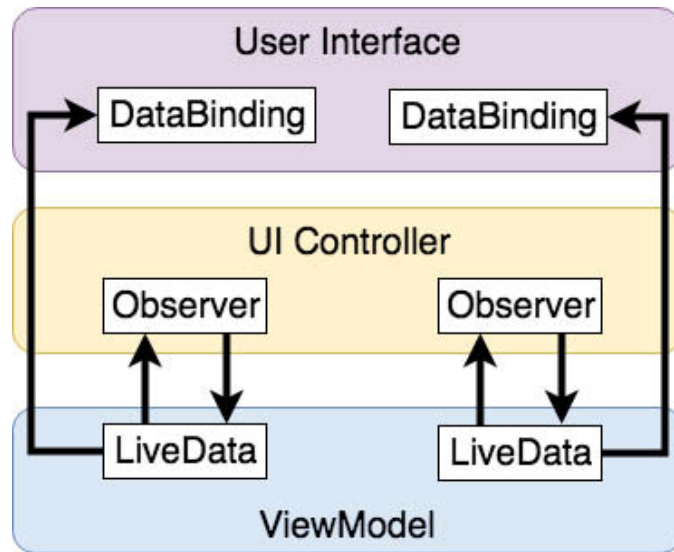 User Interface
DataBinding
DataBinding
UI Controller
Observer
Observer
LiveData
LiveData
ViewModel